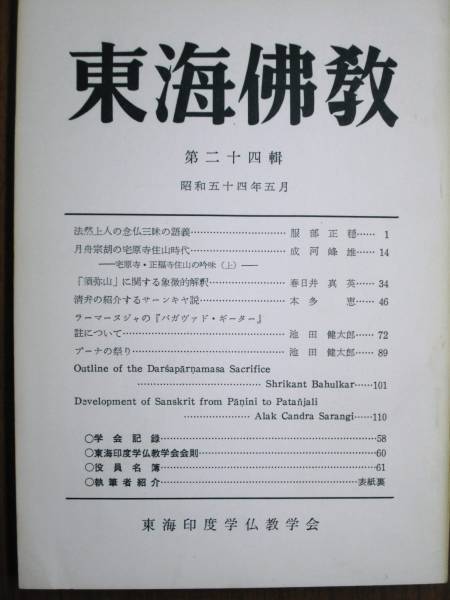 東海佛教
第二十四輯
昭和五十四年五月
法然上人の念仏三昧の語義……………………服部正穏……1
月舟宗胡の宅原寺住山時代……………………成河峰雄……14
――宅原寺・正福寺住山の吟味（上）――
「須弥山」に関する象徴的解釈…………………春日井真英……34
清弁の紹介するサーンキヤ説……………………本多恵……46
ラーマーヌジャの『バガヴァド・ギーター』
註について……………………………………池田健太郎……72
プーナの祭り…………………………………池田健太郎……89
Outline of the Darśapārṇamasa Sacrifice
……………………………Shrikant Bahulkar……101
Development of Sanskrit from Pāṇini to Patañjali
……………………………Alak Candra Sarangi……110
○学会記録……………………………………………58
○東海印度学仏教学会会則……………………………60
○役員名簿……………………………………………61
○執筆者紹介…………………………………………表紙裏
東海印度学仏教学会